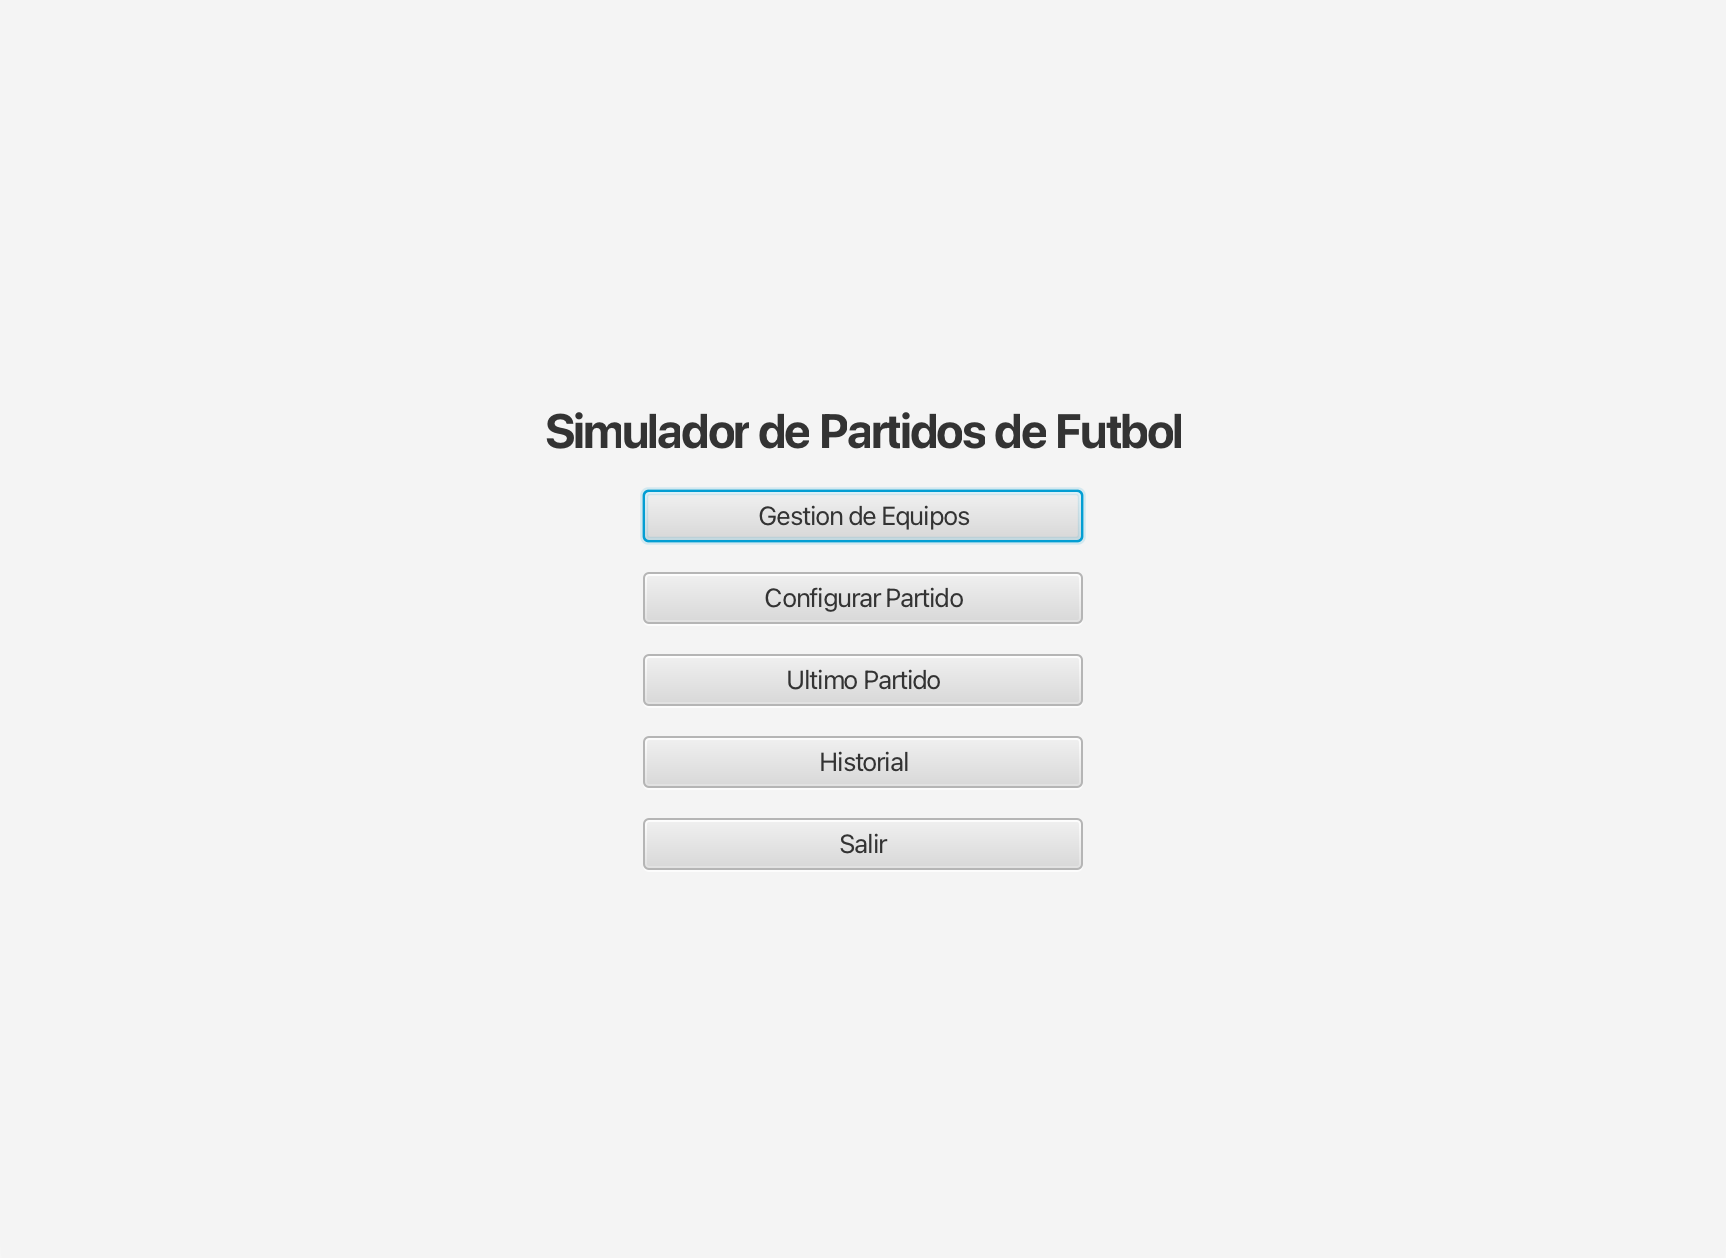 Simulador de Partidos de Futbol
Gestion de Equipos
Configurar Partido
Ultimo Partido
Historial
Salir